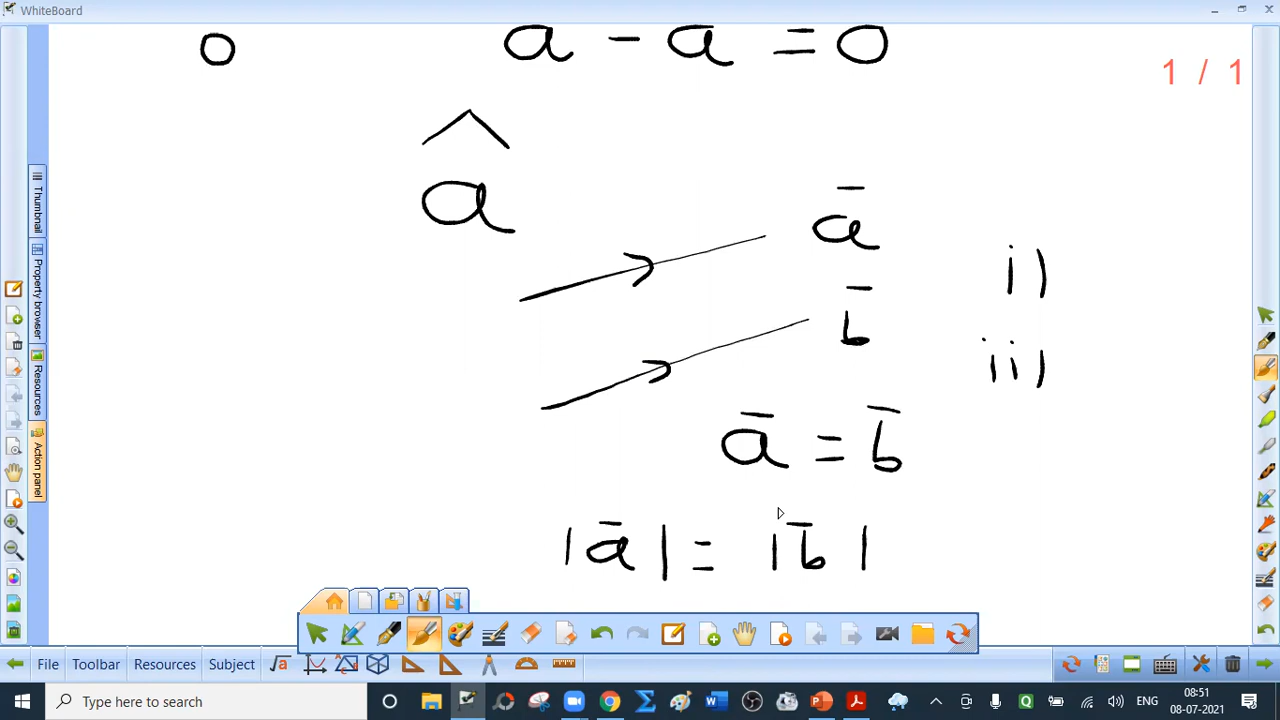 WhiteBoard
0 a - a = 0
1 / 1
^
a
a̅
b̅
i)
ii)
a̅ = b̅
|a̅| = |b̅|
Thumbnail
Property browser
Resources
Action panel
File Toolbar Resources Subject
Type here to search
ENG
08:51
08-07-2021